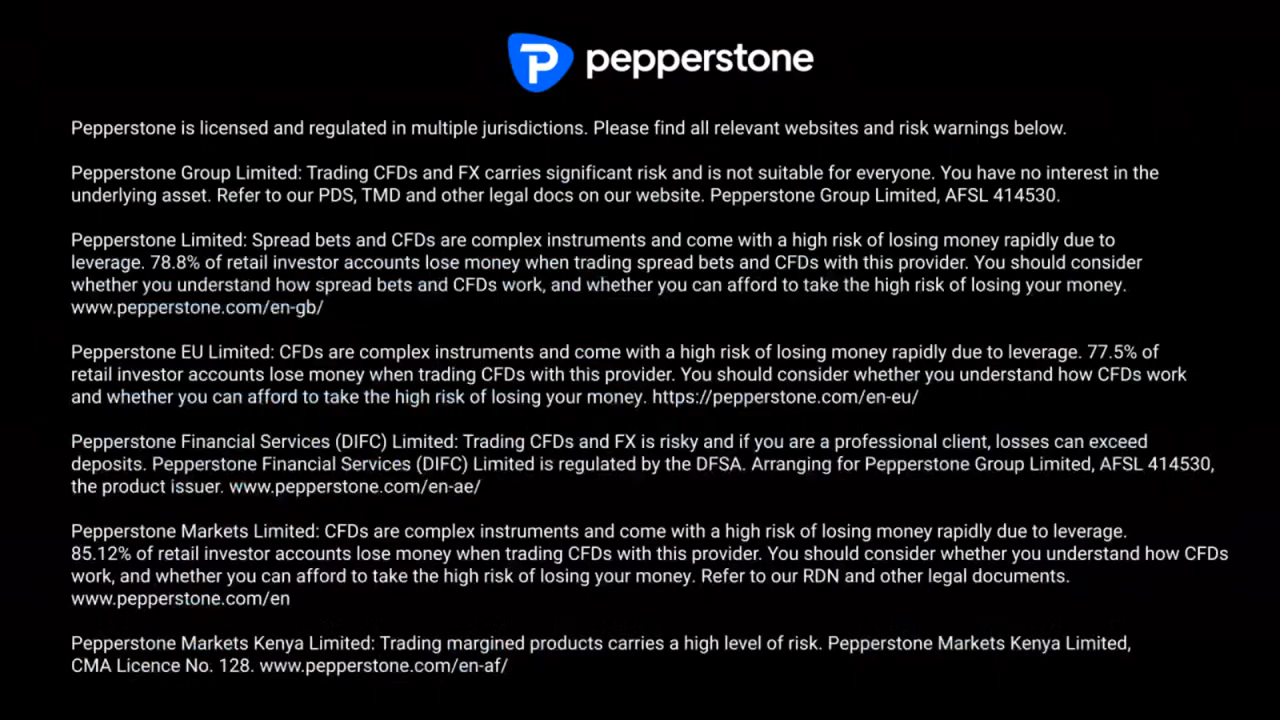 pepperstone
Pepperstone is licensed and regulated in multiple jurisdictions. Please find all relevant websites and risk warnings below.
Pepperstone Group Limited: Trading CFDs and FX carries significant risk and is not suitable for everyone. You have no interest in the
underlying asset. Refer to our PDS, TMD and other legal docs on our website. Pepperstone Group Limited, AFSL 414530.
Pepperstone Limited: Spread bets and CFDs are complex instruments and come with a high risk of losing money rapidly due to
leverage. 78.8% of retail investor accounts lose money when trading spread bets and CFDs with this provider. You should consider
whether you understand how spread bets and CFDs work, and whether you can afford to take the high risk of losing your money.
www.pepperstone.com/en-gb/
Pepperstone EU Limited: CFDs are complex instruments and come with a high risk of losing money rapidly due to leverage. 77.5% of
retail investor accounts lose money when trading CFDs with this provider. You should consider whether you understand how CFDs work
and whether you can afford to take the high risk of losing your money. https://pepperstone.com/en-eu/
Pepperstone Financial Services (DIFC) Limited: Trading CFDs and FX is risky and if you are a professional client, losses can exceed
deposits. Pepperstone Financial Services (DIFC) Limited is regulated by the DFSA. Arranging for Pepperstone Group Limited, AFSL 414530,
the product issuer. www.pepperstone.com/en-ae/
Pepperstone Markets Limited: CFDs are complex instruments and come with a high risk of losing money rapidly due to leverage.
85.12% of retail investor accounts lose money when trading CFDs with this provider. You should consider whether you understand how CFDs
work, and whether you can afford to take the high risk of losing your money. Refer to our RDN and other legal documents.
www.pepperstone.com/en
Pepperstone Markets Kenya Limited: Trading margined products carries a high level of risk. Pepperstone Markets Kenya Limited,
CMA Licence No. 128. www.pepperstone.com/en-af/